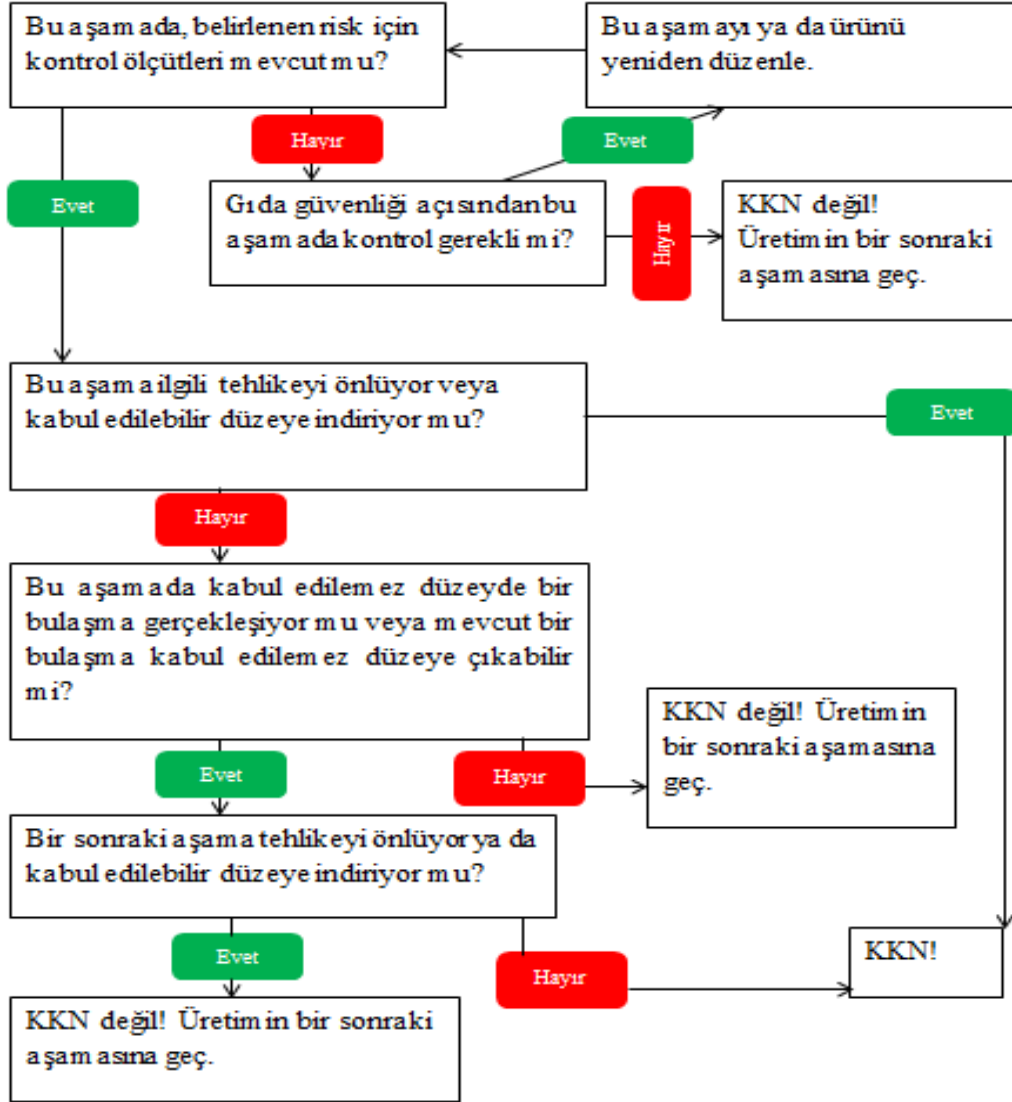 Bu aşamada, belirlenen risk için
kontrol ölçütleri mevcut mu?
Bu aşamayı ya da ürünü
yeniden düzenle.
Hayır
Evet
Evet
Gıda güvenliği açısından bu
aşamada kontrol gerekli mi?
Hayır
KKN değil!
Üretimin bir sonraki
aşamasına geç.
Bu aşama ilgili tehlikeyi önlüyor veya
kabul edilebilir düzeye indiriyor mu?
Evet
Hayır
Bu aşamada kabul edilemez düzeyde bir
bulaşma gerçekleşiyor mu veya mevcut bir
bulaşma kabul edilemez düzeye çıkabilir
mi?
KKN değil! Üretimin
bir sonraki aşamasına
geç.
Evet
Hayır
Bir sonraki aşama tehlikeyi önlüyor ya da
kabul edilebilir düzeye indiriyor mu?
Evet
Hayır
KKN!
KKN değil! Üretimin bir sonraki
aşamasına geç.